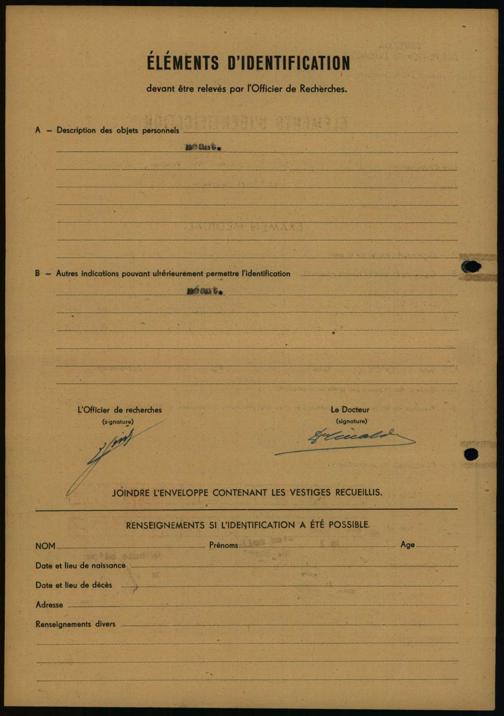 ÉLÉMENTS D'IDENTIFICATION
devant être relevés par l'Officier de Recherches.
A - Description des objets personnels
néant.
B - Autres indications pouvant ultérieurement permettre l'identification
néant.
L'Officier de recherches
(signature)
Le Docteur
(signature)
JOINDRE L'ENVELOPPE CONTENANT LES VESTIGES RECUEILLIS.
RENSEIGNEMENTS SI L'IDENTIFICATION A ÉTÉ POSSIBLE.
NOM Prénoms Age
Date et lieu de naissance
Date et lieu de décès
Adresse
Renseignements divers